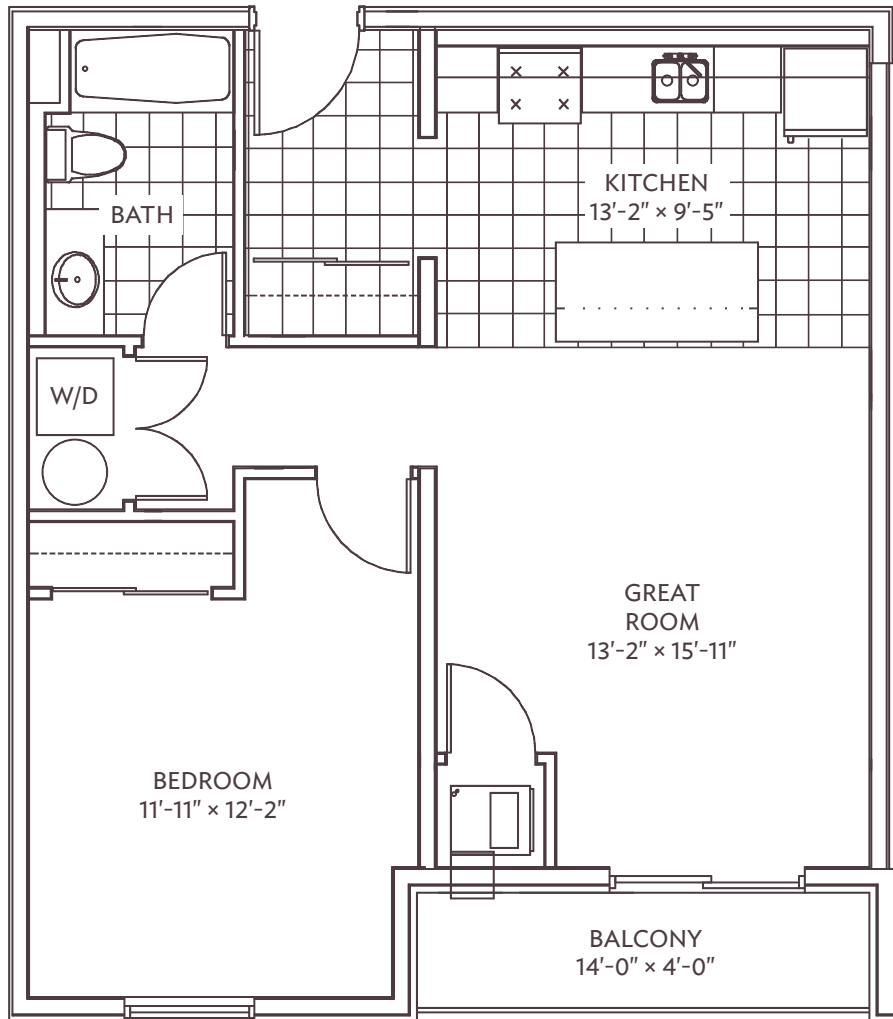 KITCHEN
13'-2" × 9'-5"
BATH
W/D
GREAT
ROOM
13'-2" × 15'-11"
BEDROOM
11'-11" × 12'-2"
BALCONY
14'-0" × 4'-0"